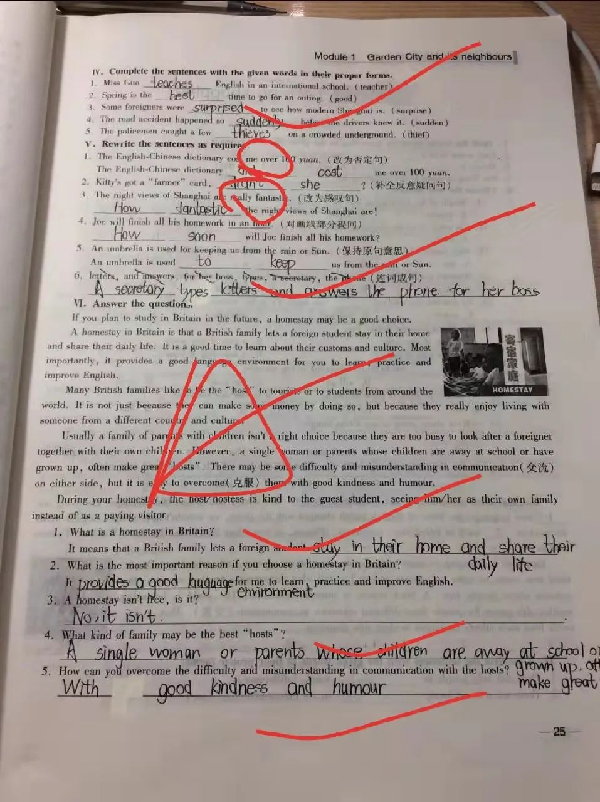 Module 1 Garden City and its neighbours
IV. Complete the sentences with the given words in their proper forms.
1. Miss Guo teaches English in an international school. (teacher)
2. Spring is the best time to go for an outing. (good)
3. Some foreigners were surprised to see how modern Shanghai is. (surprise)
4. The road accident happened so suddenly before the drivers knew it. (sudden)
5. The policemen caught a few thieves on a crowded underground. (thief)
V. Rewrite the sentences as required
1. The English-Chinese dictionary me over 100 yuan. (改为否定句)
The English-Chinese dictionary cost me over 100 yuan.
2. Kitty's got a "farmer" card, she ? (补全反意疑问句)
3. The night views of Shanghai are really fantastic. (改为感叹句)
How fantastic the night views of Shanghai are!
4. Joe will finish all his homework in an hour. (对画线部分提问)
How soon will Joe finish all his homework?
5. An umbrella is used for keeping us from the rain or Sun. (保持原句意思)
An umbrella is used to keep us from the rain or Sun.
6. letters, and answers, for her boss, types, a secretary, the phone (连词成句)
A secretary types letters and answers the phone for her boss
VI. Answer the questions.
If you plan to study in Britain in the future, a homestay may be a good choice.
A homestay in Britain is that a British family lets a foreign student stay in their home
and share their daily life. It is a good time to learn about their customs and culture. Most
importantly, it provides a good language environment for you to learn, practice and
improve English.
寄宿家庭
HOMESTAY
Many British families like to be the "host" to tourists or to students from around the
world. It is not just because they can make some money by doing so, but because they really enjoy living with
someone from a different country and culture.
Usually a family of parents with children isn't a right choice because they are too busy to look after a foreigner
together with their own children. However, a single woman or parents whose children are away at school or have
grown up, often make great "hosts". There may be some difficulty and misunderstanding in communication(交流)
on either side, but it is easy to overcome(克服) them with good kindness and humour.
During your homestay, the host/hostess is kind to the guest student, seeing him/her as their own family
instead of as a paying visitor.
1. What is a homestay in Britain?
It means that a British family lets a foreign student stay in their home and share their
daily life
2. What is the most important reason if you choose a homestay in Britain?
It provides a good for me to learn, practice and improve English.
environment
3. A homestay isn't free, is it?
No, it isn't.
4. What kind of family may be the best "hosts"?
A single woman or parents whose children are away at school or
grown up,
make great
5. How can you overcome the difficulty and misunderstanding in communication with the hosts?
With good kindness and humour
25